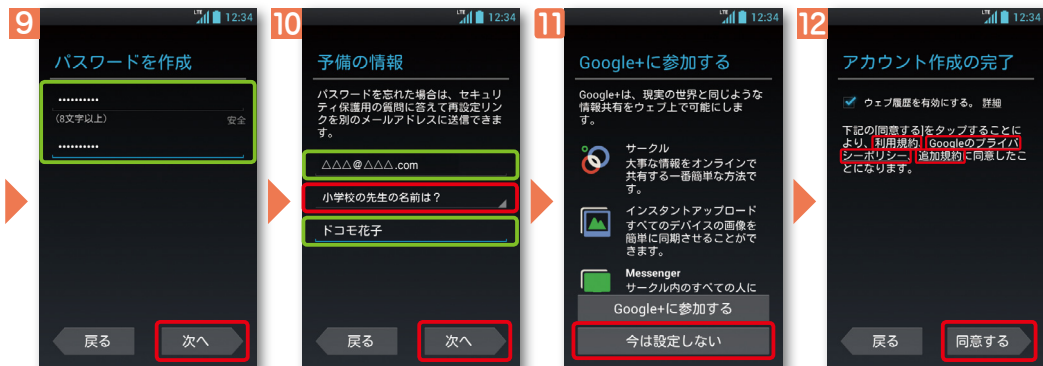 9
LTE 12:34
パスワードを作成
••••••••••
(8文字以上) 安全
••••••••••
戻る
次へ
10
LTE 12:34
予備の情報
パスワードを忘れた場合は、セキュリ
ティ保護用の質問に答えて再設定リン
クを別のメールアドレスに送信できま
す。
△△△@△△△.com
小学校の先生の名前は？
ドコモ花子
戻る
次へ
11
LTE 12:34
Google+に参加する
Google+は、現実の世界と同じような
情報共有をウェブ上で可能にしま
す。
サークル
大事な情報をオンラインで
共有する一番簡単な方法で
す。
インスタントアップロード
すべてのデバイスの画像を
簡単に同期させることがで
きます。
Messenger
サークル内のすべての人に
Google+に参加する
今は設定しない
12
LTE 12:34
アカウント作成の完了
ウェブ履歴を有効にする。 詳細
下記の[同意する]をタップすることに
より、利用規約、Googleのプライバ
シーポリシー、追加規約に同意したこ
とになります。
戻る
同意する